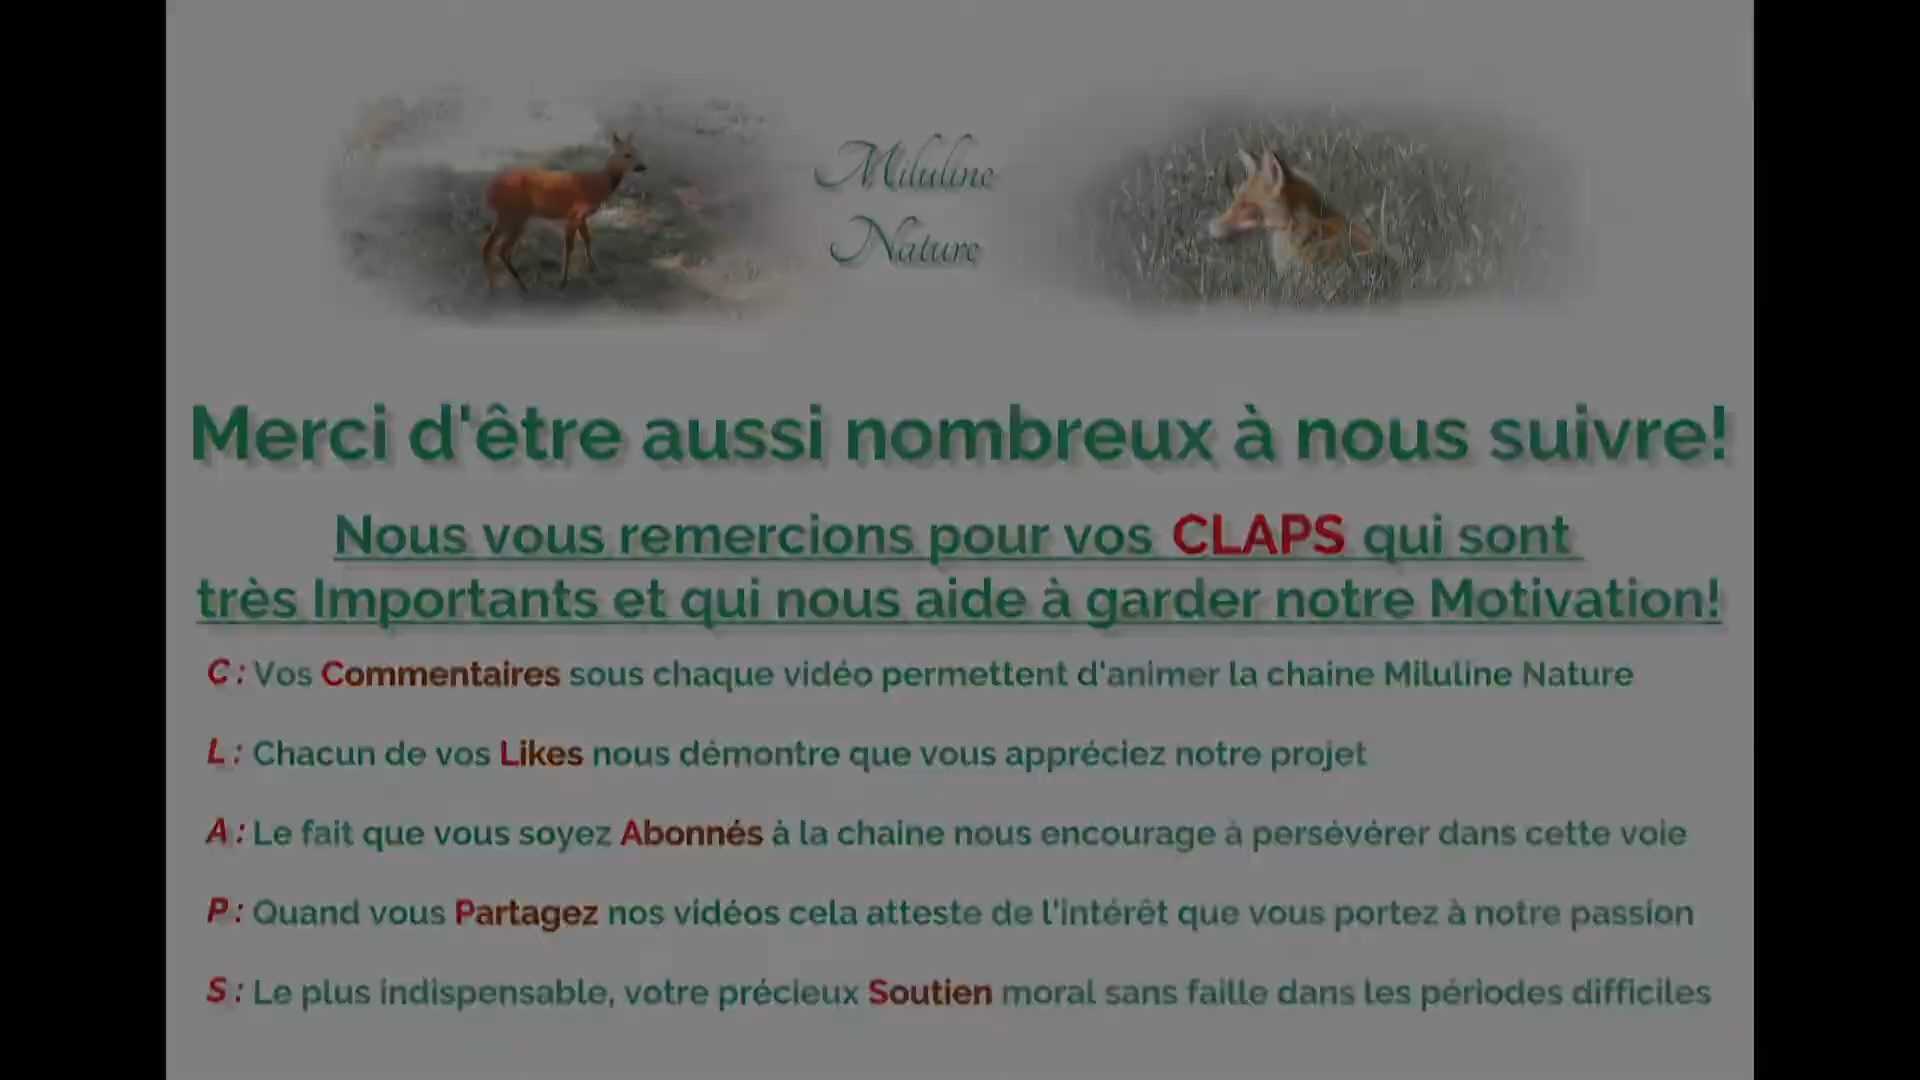 Miluline
Nature
Merci d'être aussi nombreux à nous suivre!
Nous vous remercions pour vos CLAPS qui sont
très Importants et qui nous aide à garder notre Motivation!
C : Vos Commentaires sous chaque vidéo permettent d'animer la chaine Miluline Nature
L : Chacun de vos Likes nous démontre que vous appréciez notre projet
A : Le fait que vous soyez Abonnés à la chaine nous encourage à persévérer dans cette voie
P : Quand vous Partagez nos vidéos cela atteste de l'intérêt que vous portez à notre passion
S : Le plus indispensable, votre précieux Soutien moral sans faille dans les périodes difficiles